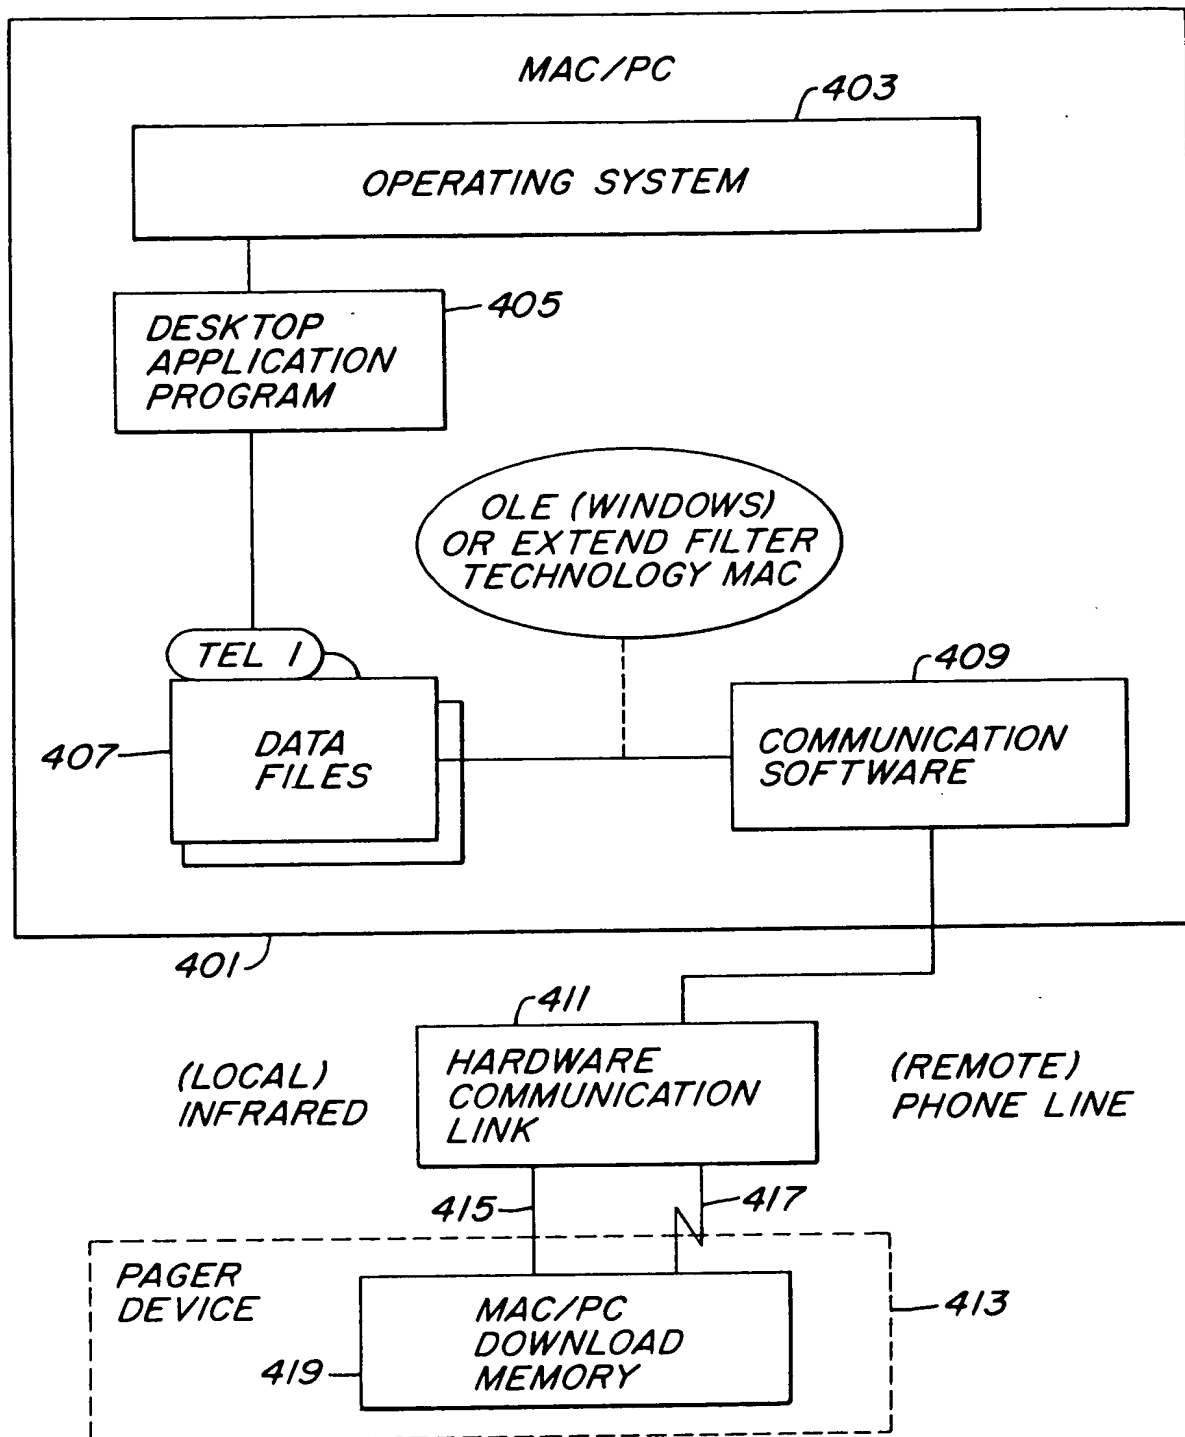 MAC/PC
403
OPERATING SYSTEM
405
DESKTOP
APPLICATION
PROGRAM
OLE (WINDOWS)
OR EXTEND FILTER
TECHNOLOGY MAC
TEL 1
409
407
DATA
FILES
COMMUNICATION
SOFTWARE
401
411
(LOCAL)
INFRARED
HARDWARE
COMMUNICATION
LINK
(REMOTE)
PHONE LINE
415
417
PAGER
DEVICE
MAC/PC
DOWNLOAD
MEMORY
413
419